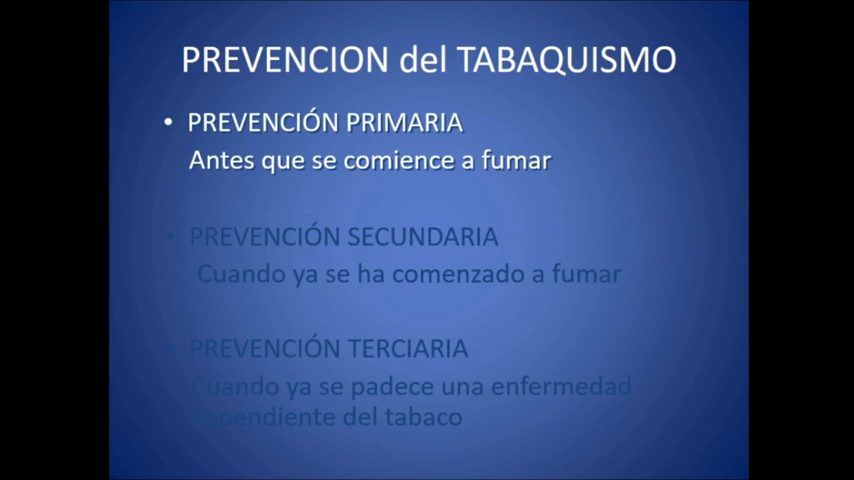 PREVENCION del TABAQUISMO
• PREVENCIÓN PRIMARIA
Antes que se comience a fumar
• PREVENCIÓN SECUNDARIA
Cuando ya se ha comenzado a fumar
• PREVENCIÓN TERCIARIA
Cuando ya se padece una enfermedad
dependiente del tabaco